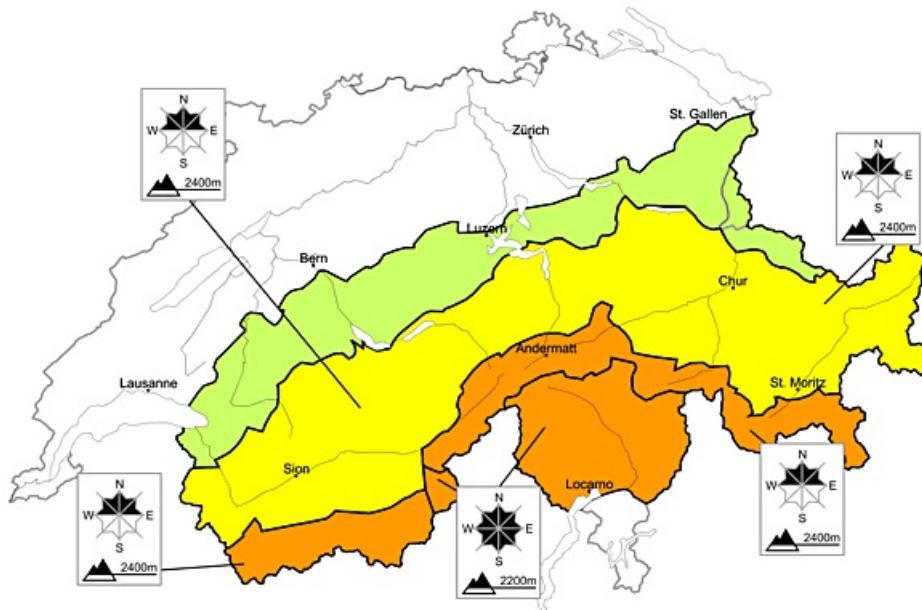 St. Gallen
Zürich
N
W E
S
2400m
N
W E
S
2400m
Luzern
Bern
Chur
Andermatt
Lausanne
St. Moritz
Sion
Locarno
N
W E
S
2400m
N
W E
S
2200m
N
W E
S
2400m